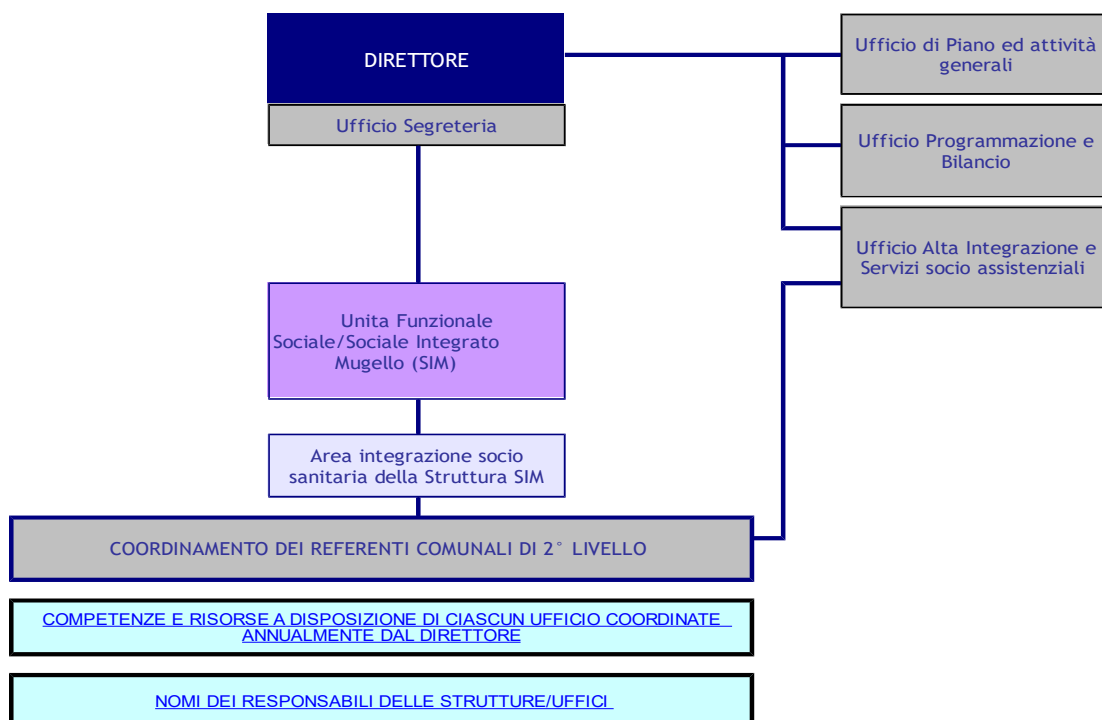 DIRETTORE
Ufficio Segreteria
Ufficio di Piano ed attività
generali
Ufficio Programmazione e
Bilancio
Ufficio Alta Integrazione e
Servizi socio assistenziali
Unita Funzionale
Sociale/Sociale Integrato
Mugello (SIM)
Area integrazione socio
sanitaria della Struttura SIM
COORDINAMENTO DEI REFERENTI COMUNALI DI 2° LIVELLO
COMPETENZE E RISORSE A DISPOSIZIONE DI CIASCUN UFFICIO COORDINATE
ANNUALMENTE DAL DIRETTORE
NOMI DEI RESPONSABILI DELLE STRUTTURE/UFFICI